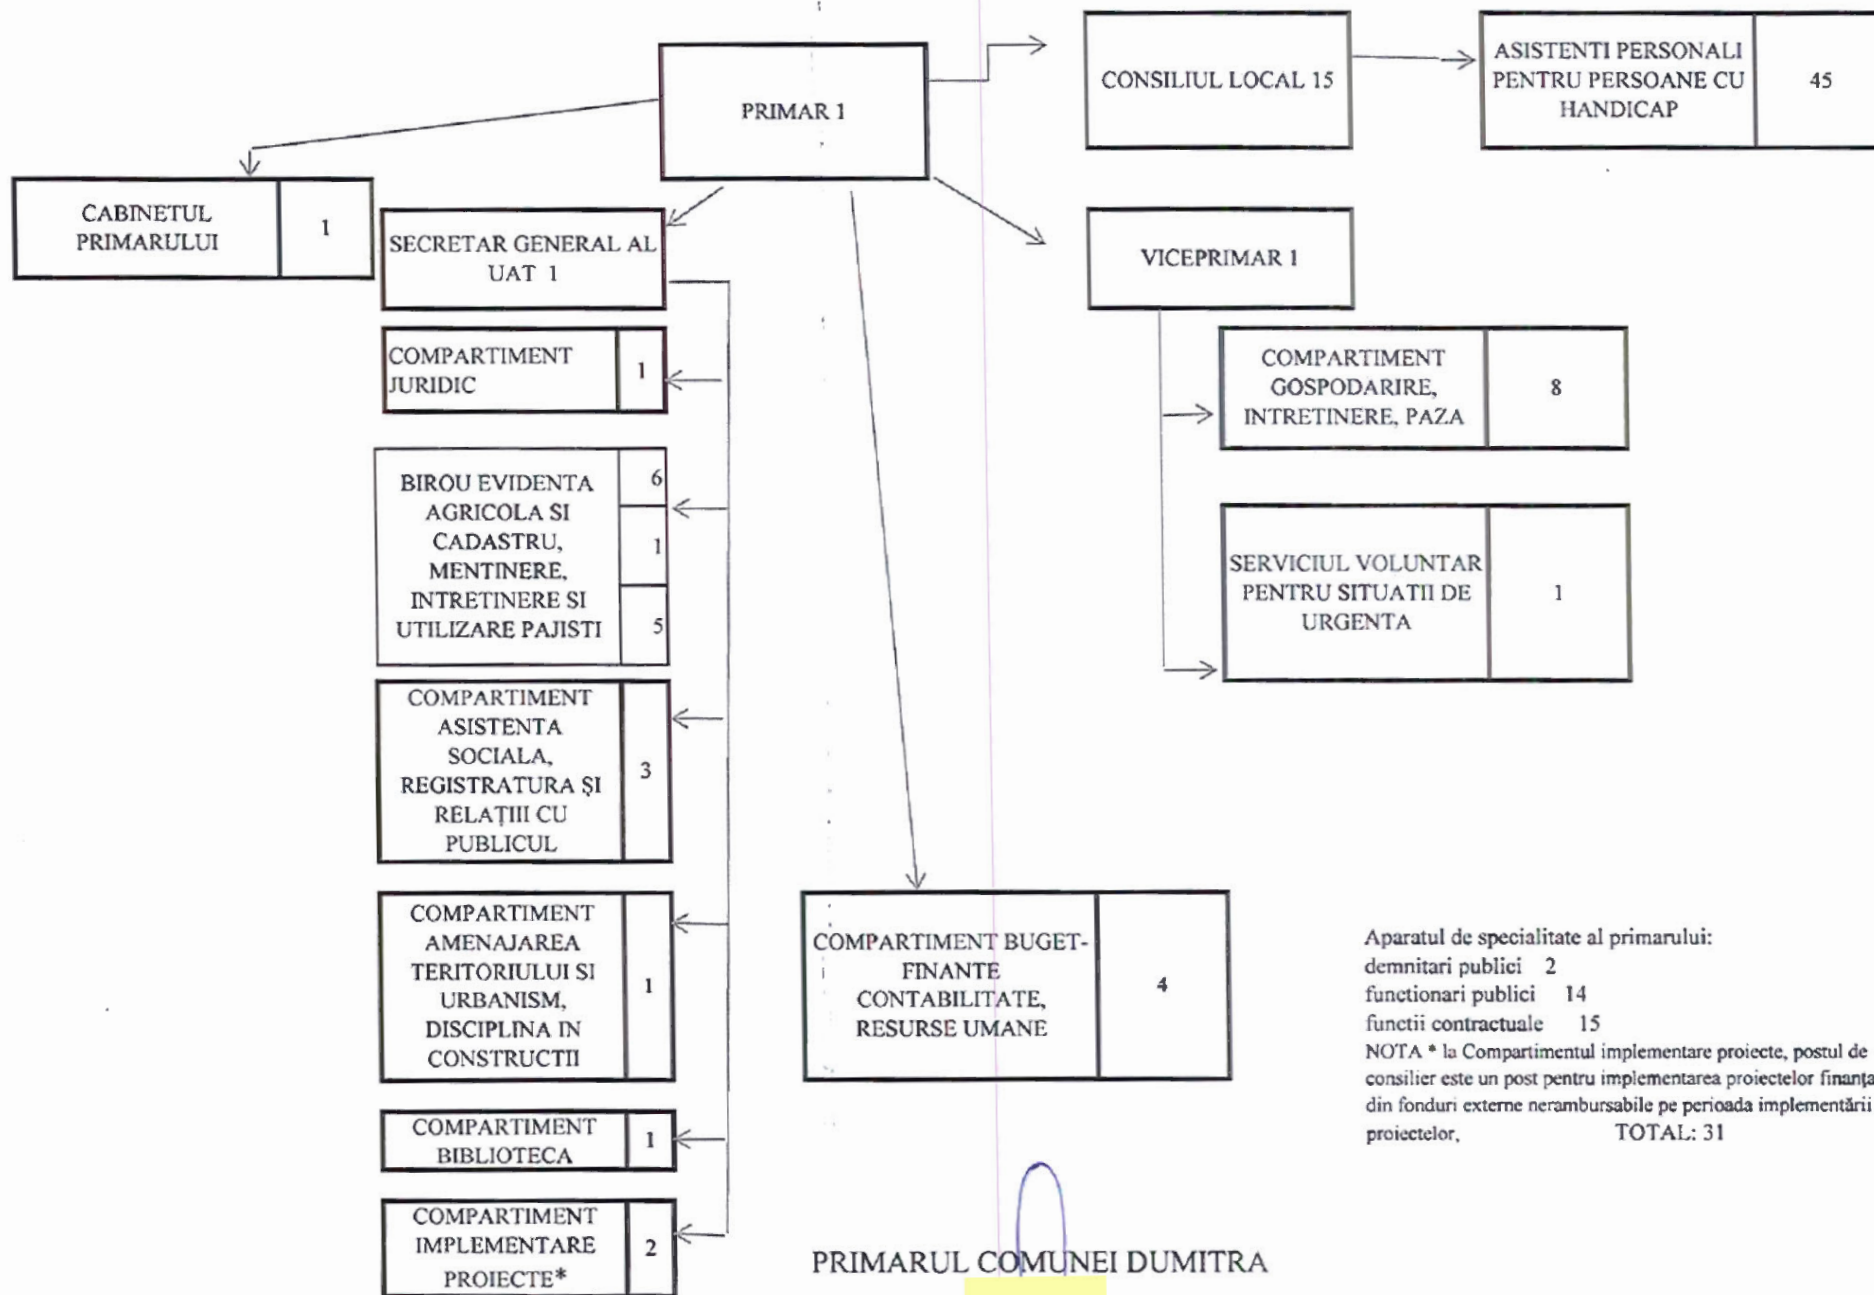 PRIMAR 1
CONSILIUL LOCAL 15
ASISTENTI PERSONALI
PENTRU PERSOANE CU
HANDICAP
45
CABINETUL
PRIMARULUI
1
SECRETAR GENERAL AL
UAT 1
VICEPRIMAR 1
COMPARTIMENT
JURIDIC
1
COMPARTIMENT
GOSPODARIRE,
INTRETINERE, PAZA
8
BIROU EVIDENTA
AGRICOLA SI
CADASTRU,
MENTINERE,
INTRETINERE SI
UTILIZARE PAJISTI
6
1
5
SERVICIUL VOLUNTAR
PENTRU SITUATII DE
URGENTA
1
COMPARTIMENT
ASISTENTA
SOCIALA,
REGISTRATURA ȘI
RELAȚIII CU
PUBLICUL
3
COMPARTIMENT
AMENAJAREA
TERITORIULUI SI
URBANISM,
DISCIPLINA IN
CONSTRUCTII
1
COMPARTIMENT BUGET-
FINANTE
CONTABILITATE,
RESURSE UMANE
4
Aparatul de specialitate al primarului:
demnitari publici 2
functionari publici 14
functii contractuale 15
NOTA * la Compartimentul implementare proiecte, postul de
consilier este un post pentru implementarea proiectelor finanța
din fonduri externe nerambursabile pe perioada implementării
proiectelor, TOTAL: 31
COMPARTIMENT
BIBLIOTECA
1
COMPARTIMENT
IMPLEMENTARE
PROIECTE*
2
PRIMARUL COMUNEI DUMITRA